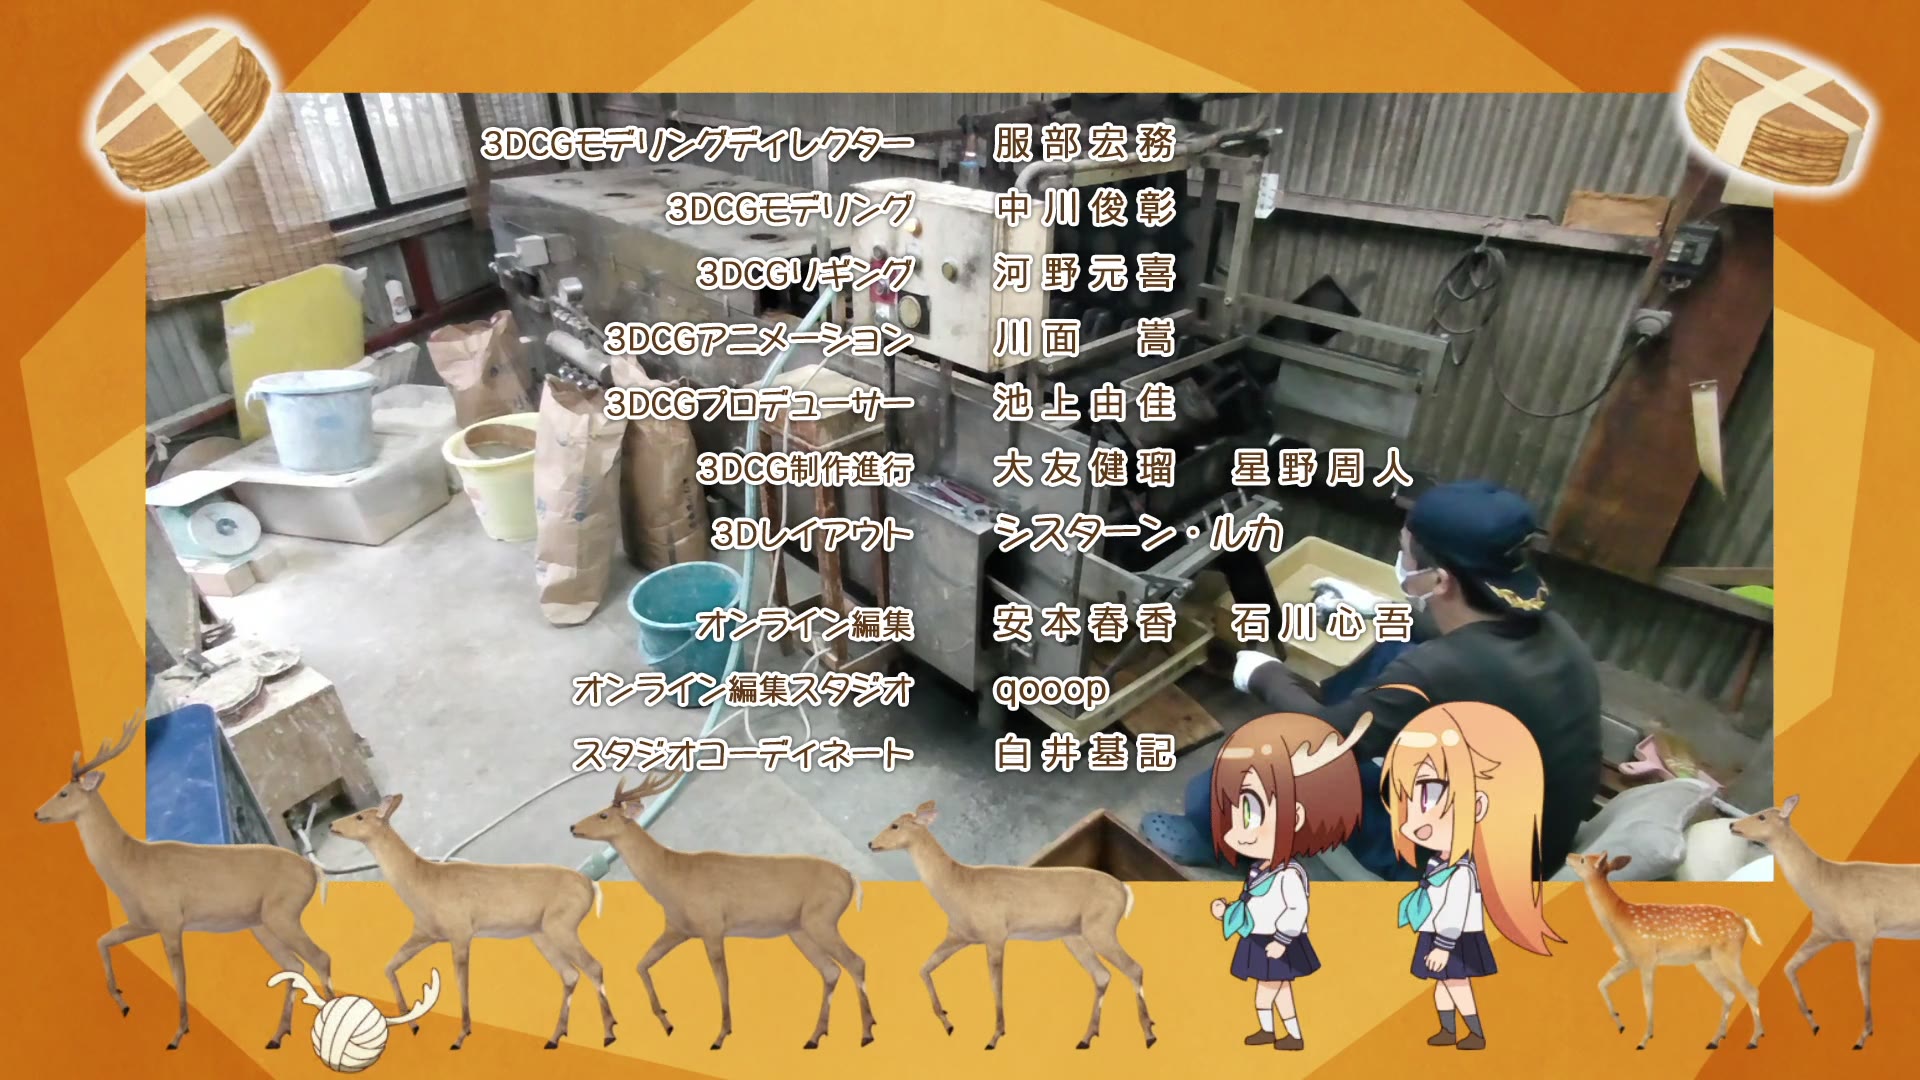 3DCGモデリングディレクター 服部宏務
3DCGモデリング 中川俊彰
3DCGリギング 河野元喜
3DCGアニメーション 川面 嵩
3DCGプロデューサー 池上由佳
3DCG制作進行 大友健瑠 星野周人
3Dレイアウト シスターン・ルカ
オンライン編集 安本春香 石川心吾
オンライン編集スタジオ qooop
スタジオコーディネート 白井基記